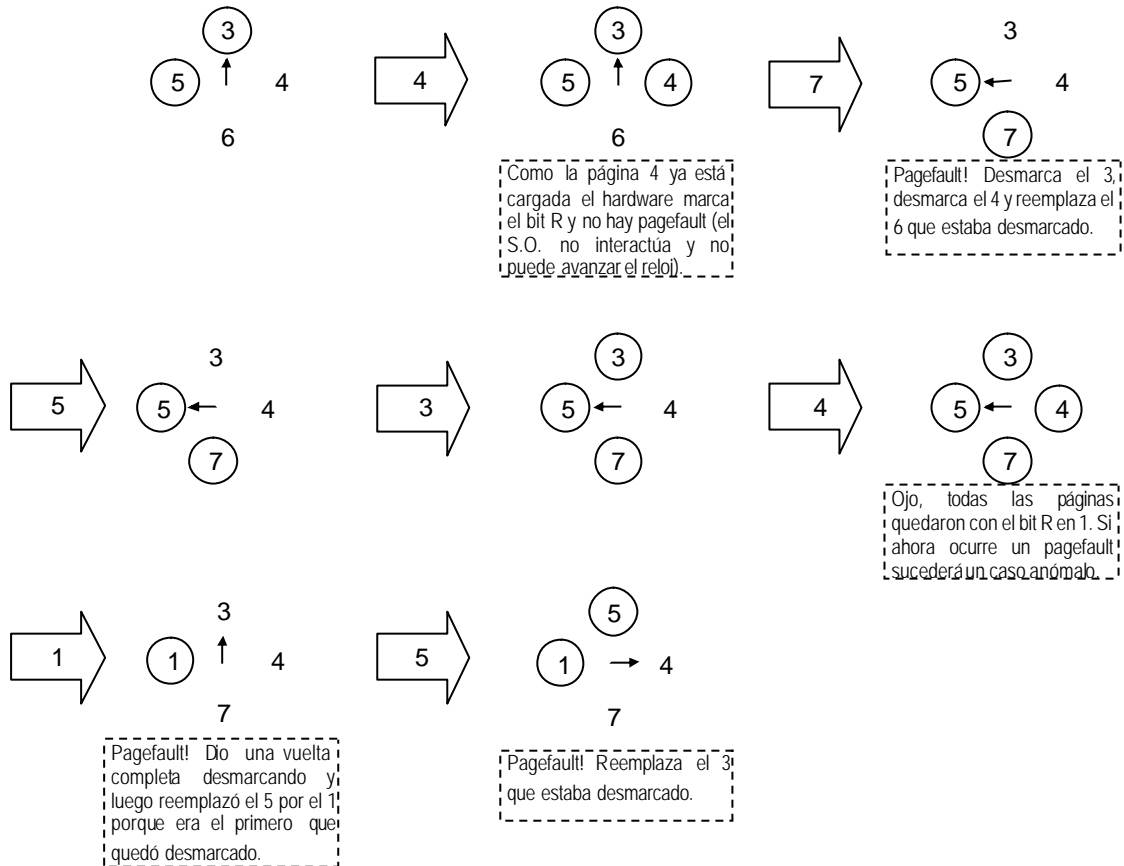 3
5
4
6
4
3
5
4
6
Como la página 4 ya está
cargada el hardware marca
el bit R y no hay pagefault (el
S.O. no interactúa y no
puede avanzar el reloj).
7
3
5
4
7
Pagefault! Desmarca el 3,
desmarca el 4 y reemplaza el
6 que estaba desmarcado.
5
3
5
4
7
3
3
5
4
7
4
3
5
4
7
Ojo, todas las páginas
quedaron con el bit R en 1. Si
ahora ocurre un pagefault
sucederá un caso anómalo.
1
3
1
4
7
Pagefault! Dio una vuelta
completa desmarcando y
luego reemplazó el 5 por el 1
porque era el primero que
quedó desmarcado.
5
5
1
4
7
Pagefault! Reemplaza el 3
que estaba desmarcado.